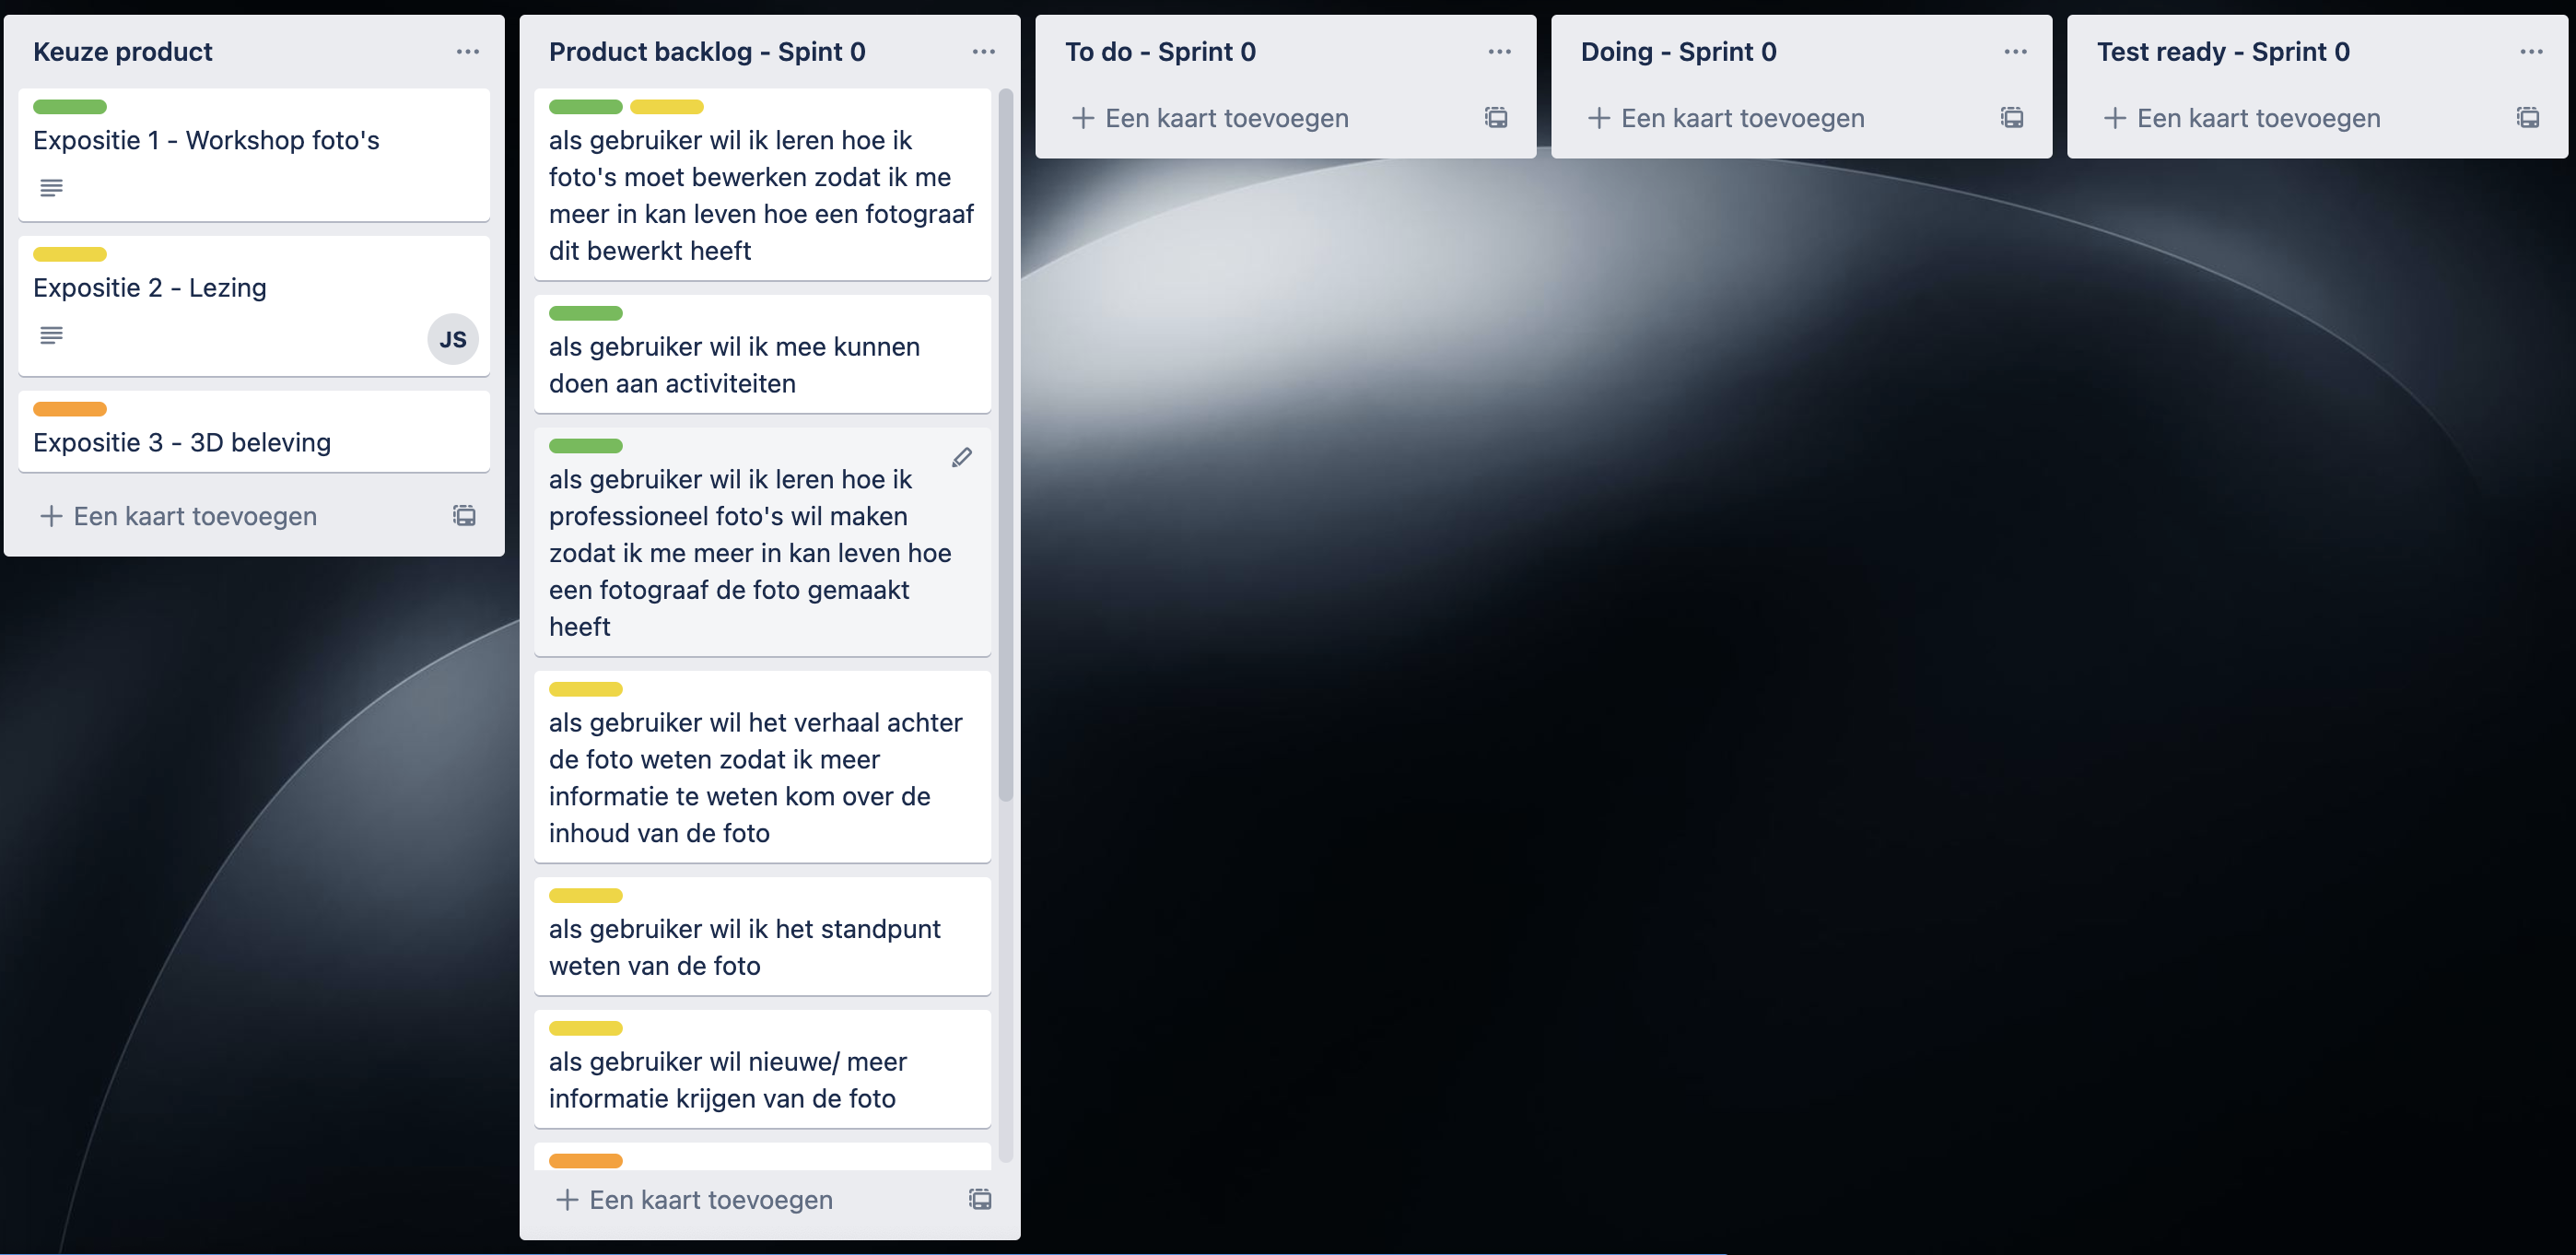 Keuze product
Expositie 1 - Workshop foto's
Expositie 2 - Lezing
JS
Expositie 3 - 3D beleving
Een kaart toevoegen
Product backlog - Spint 0
als gebruiker wil ik leren hoe ik
foto's moet bewerken zodat ik me
meer in kan leven hoe een fotograaf
dit bewerkt heeft
als gebruiker wil ik mee kunnen
doen aan activiteiten
als gebruiker wil ik leren hoe ik
professioneel foto's wil maken
zodat ik me meer in kan leven hoe
een fotograaf de foto gemaakt
heeft
als gebruiker wil het verhaal achter
de foto weten zodat ik meer
informatie te weten kom over de
inhoud van de foto
als gebruiker wil ik het standpunt
weten van de foto
als gebruiker wil nieuwe/ meer
informatie krijgen van de foto
Een kaart toevoegen
To do - Sprint 0
Een kaart toevoegen
Doing - Sprint 0
Een kaart toevoegen
Test ready - Sprint 0
Een kaart toevoegen